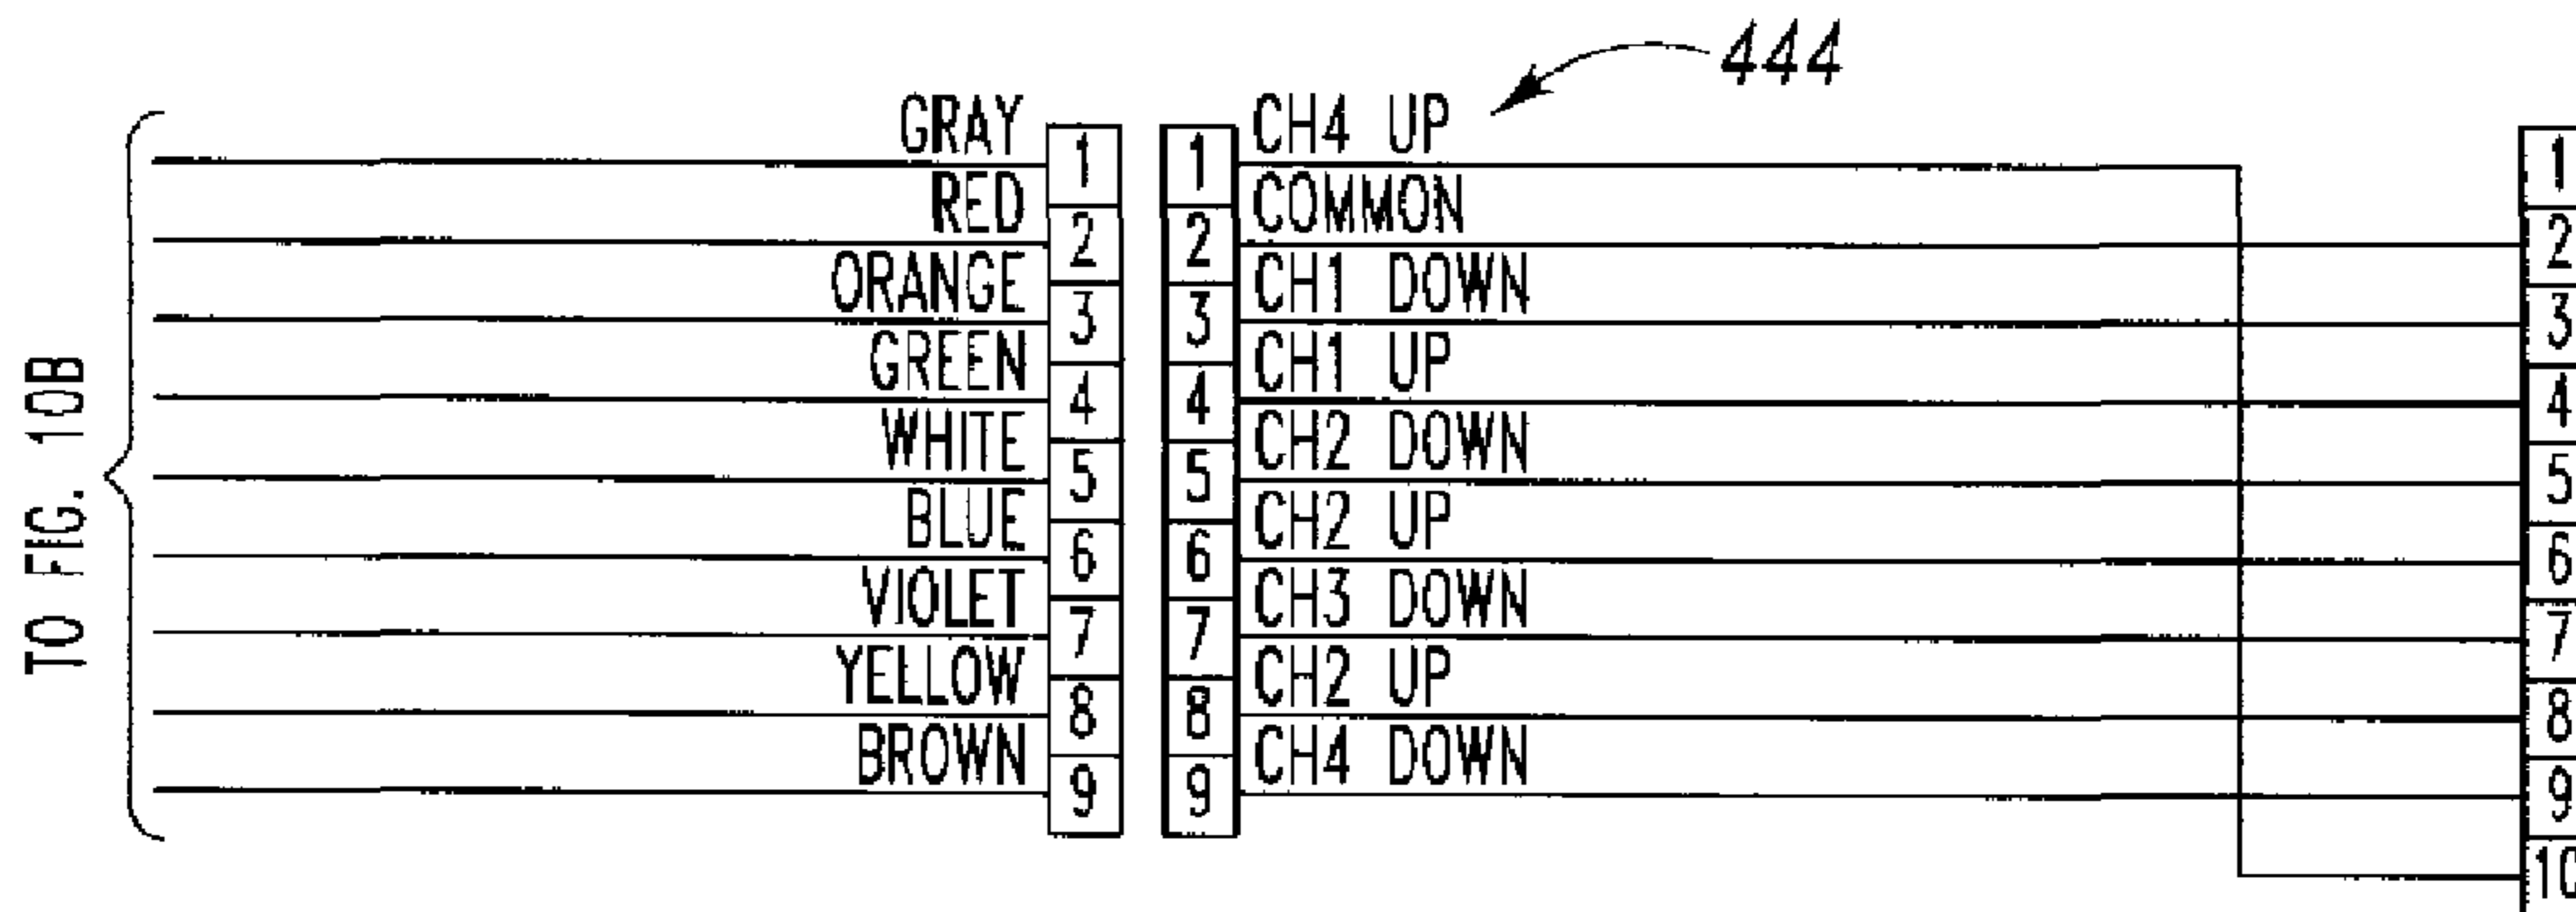 444
TO FIG. 10B
GRAY 1 1 CH4 UP 1
RED 2 2 COMMON 2
ORANGE 3 3 CH1 DOWN 3
GREEN 4 4 CH1 UP 4
WHITE 5 5 CH2 DOWN 5
BLUE 6 6 CH2 UP 6
VIOLET 7 7 CH3 DOWN 7
YELLOW 8 8 CH2 UP 8
BROWN 9 9 CH4 DOWN 9
10